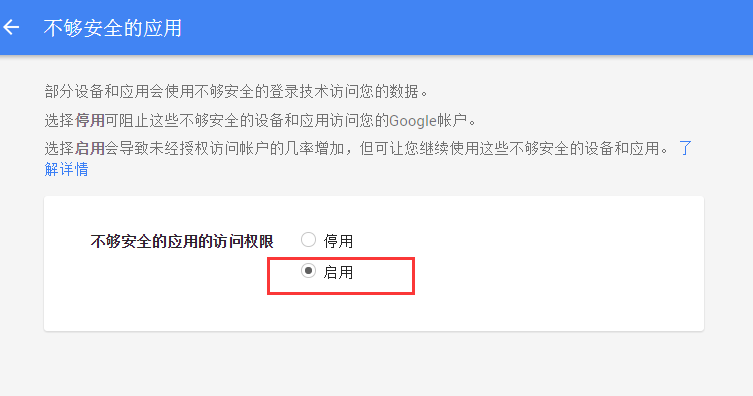 不够安全的应用
部分设备和应用会使用不够安全的登录技术访问您的数据。
选择停用可阻止这些不够安全的设备和应用访问您的Google帐户。
选择启用会导致未经授权访问帐户的几率增加，但可让您继续使用这些不够安全的设备和应用。 了
解详情
不够安全的应用的访问权限 停用
启用